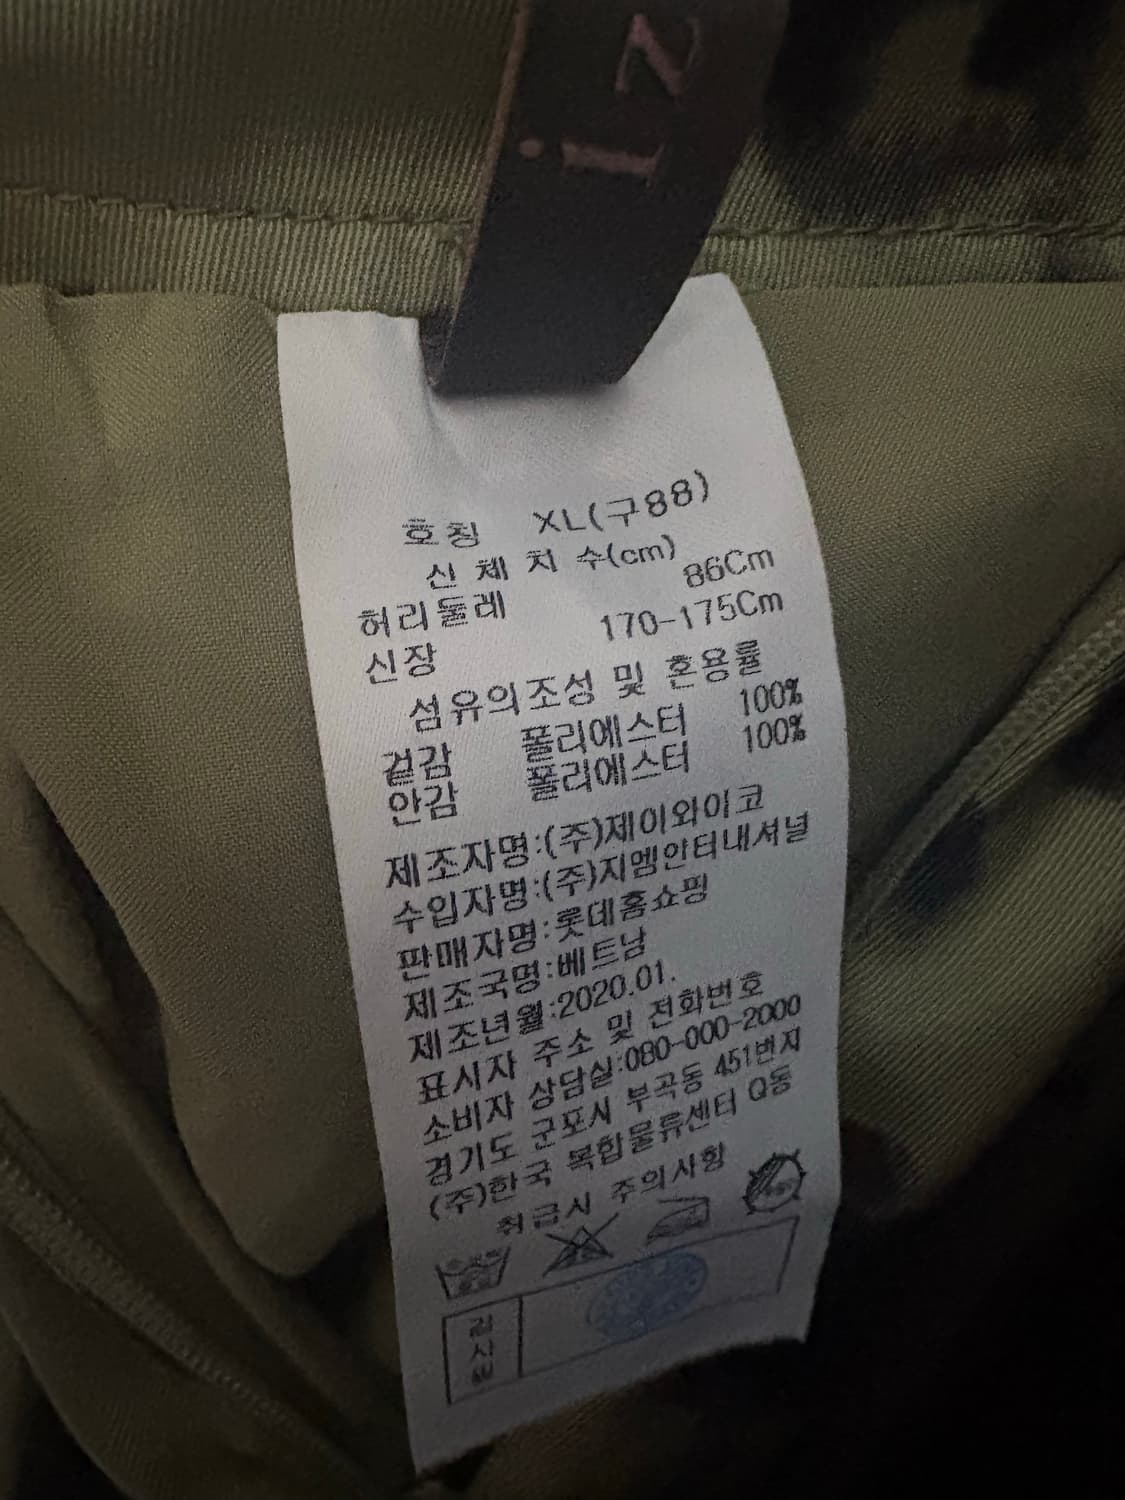 iz
호칭 XL(구88)
신체치수(cm)
허리둘레 86Cm
신장 170-175Cm
섬유의조성 및 혼용률
겉감 폴리에스터 100%
안감 폴리에스터 100%
제조자명:(주)제이와이코
수입자명:(주)지멤인터내셔널
판매자명:롯데홈쇼핑
제조국명:베트남
제조년월:2020.01.
표시자 주소 및 전화번호
소비자 상담실:080-000-2000
경기도 군포시 부곡동 451번지
(주)한국 복합물류센터 Q동
취급시 주의사항
검사필